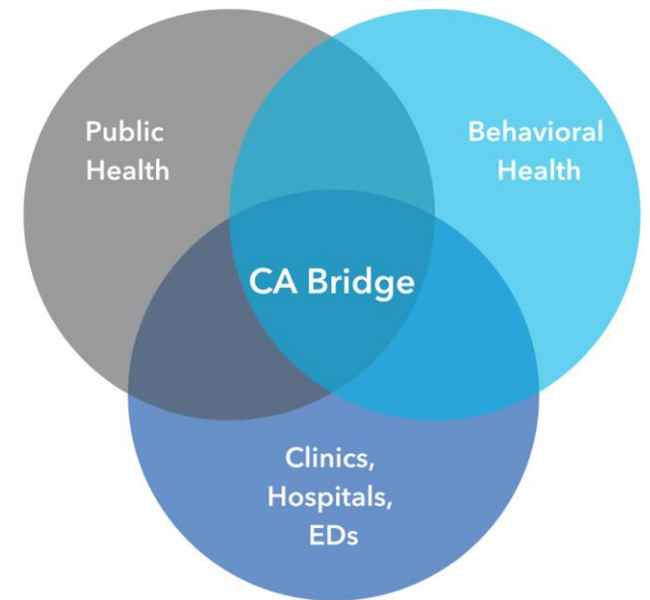 Public
Health
Behavioral
Health
CA Bridge
Clinics,
Hospitals,
EDs